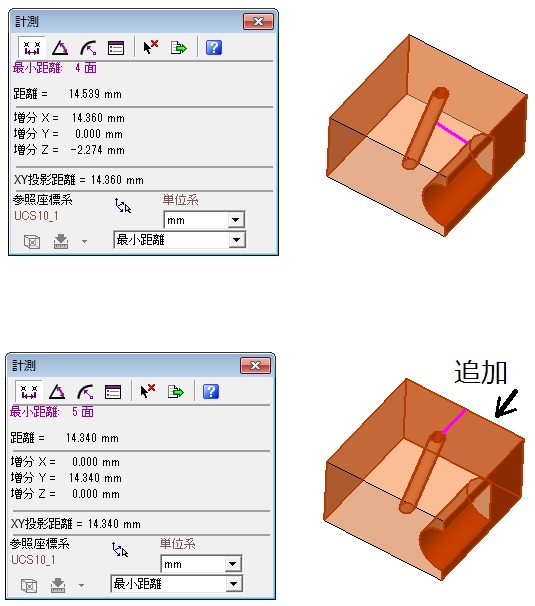 計測
最小距離: 4 面
距離 = 14.539 mm
増分 X = 14.360 mm
増分 Y = 0.000 mm
増分 Z = -2.274 mm
XY投影距離 = 14.360 mm
参照座標系 単位系
UCS10_1 mm
最小距離
計測
最小距離: 5 面
距離 = 14.340 mm
増分 X = 0.000 mm
増分 Y = 14.340 mm
増分 Z = 0.000 mm
XY投影距離 = 14.340 mm
参照座標系 単位系
UCS10_1 mm
最小距離
追加